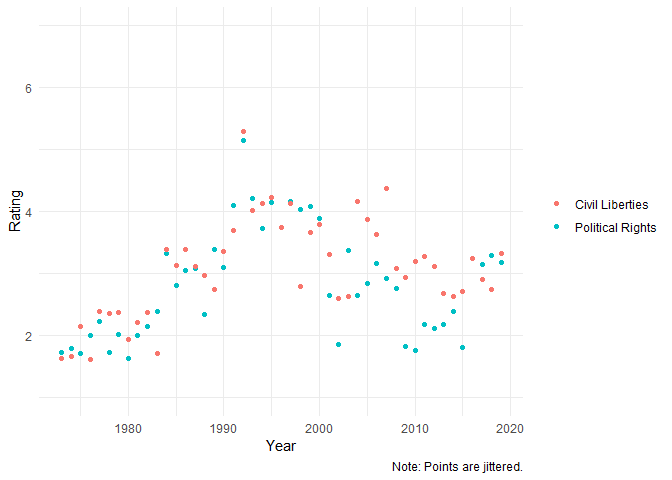 6
4
2
Rating
1980 1990 2000 2010 2020
Year
Civil Liberties
Political Rights
Note: Points are jittered.